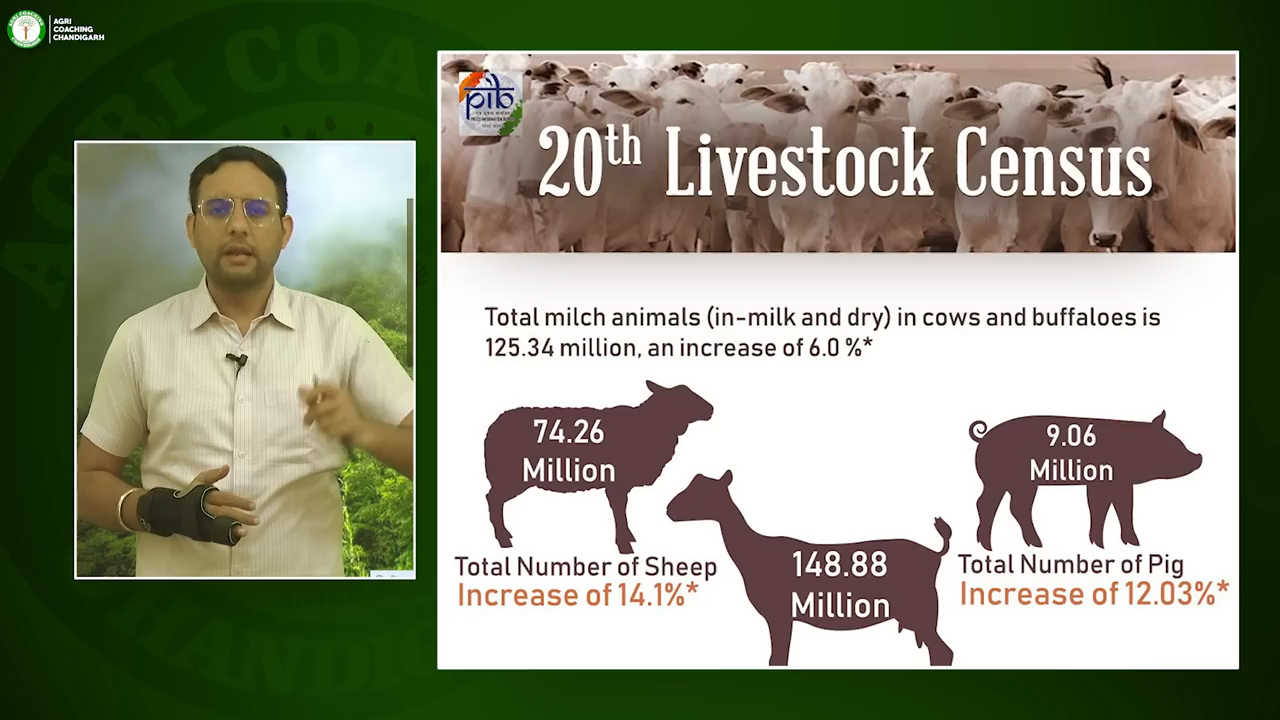 AGRI
COACHING
CHANDIGARH
pib
20th Livestock Census
Total milch animals (in-milk and dry) in cows and buffaloes is
125.34 million, an increase of 6.0 %*
74.26
Million
Total Number of Sheep
Increase of 14.1%*
148.88
Million
9.06
Million
Total Number of Pig
Increase of 12.03%*